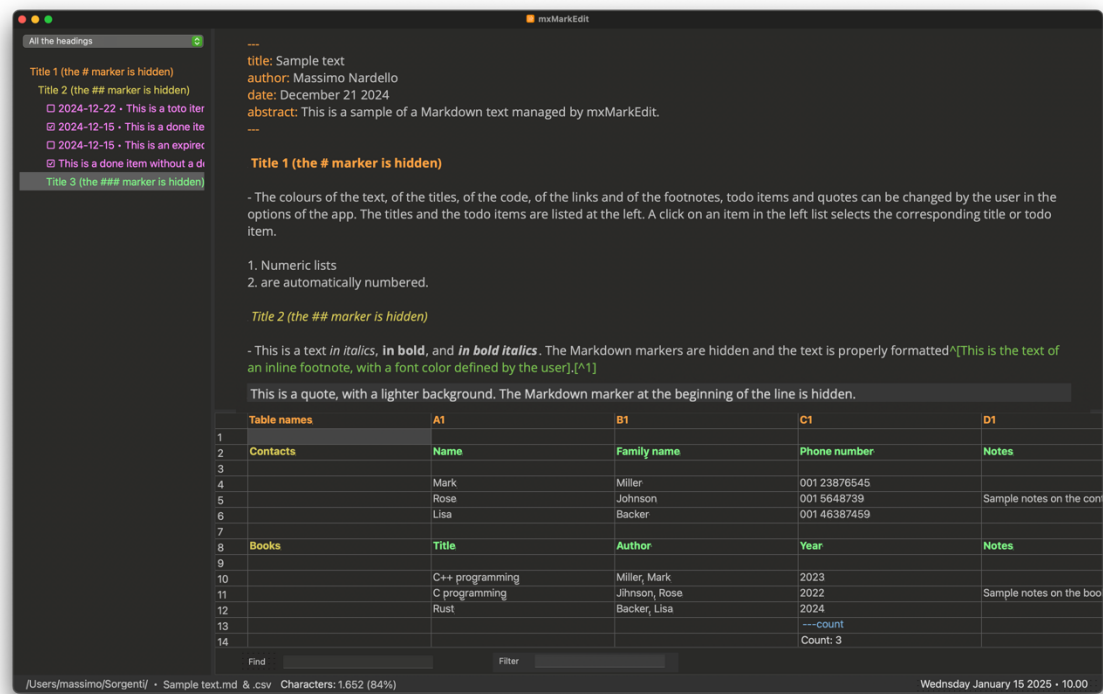 mxMarkEdit
All the headings
Title 1 (the # marker is hidden)
Title 2 (the ## marker is hidden)
2024-12-22 • This is a toto iter
2024-12-15 • This is a done ite
2024-12-15 • This is an expired
This is a done item without a de
Title 3 (the ### marker is hidden)
---
title: Sample text
author: Massimo Nardello
date: December 21 2024
abstract: This is a sample of a Markdown text managed by mxMarkEdit.
---
Title 1 (the # marker is hidden)
- The colours of the text, of the titles, of the code, of the links and of the footnotes, todo items and quotes can be changed by the user in the
options of the app. The titles and the todo items are listed at the left. A click on an item in the left list selects the corresponding title or todo
item.
1. Numeric lists
2. are automatically numbered.
Title 2 (the ## marker is hidden)
- This is a text in italics, in bold, and in bold italics. The Markdown markers are hidden and the text is properly formatted^[This is the text of
an inline footnote, with a font color defined by the user].[^1]
This is a quote, with a lighter background. The Markdown marker at the beginning of the line is hidden.
Table names A1 B1 C1 D1
1
2 Contacts Name Family name Phone number Notes
3
4 Mark Miller 001 23876545
5 Rose Johnson 001 5648739 Sample notes on the cont
6 Lisa Backer 001 46387459
7
8 Books Title Author Year Notes
9
10 C++ programming Miller, Mark 2023
11 C programming Jihnson, Rose 2022 Sample notes on the boo
12 Rust Backer, Lisa 2024
13 ---count
14 Count: 3
Find Filter
/Users/massimo/Sorgenti/ • Sample text.md & .csv Characters: 1.652 (84%) Wednsday January 15 2025 • 10.00